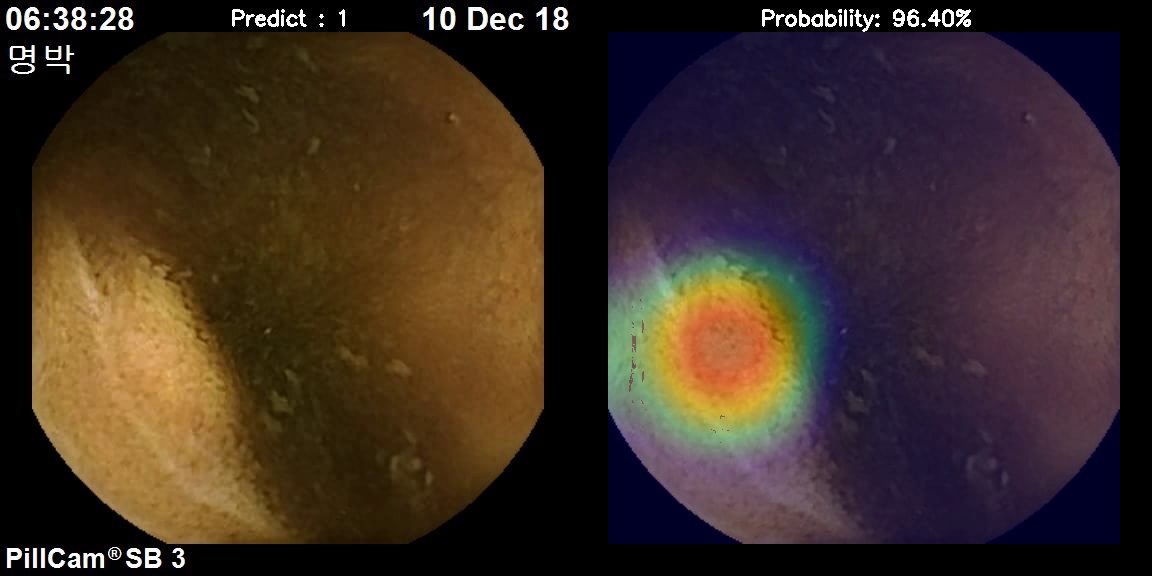 06:38:28
Predict : 1
10 Dec 18
Probability: 96.40%
명박
PillCam® SB 3